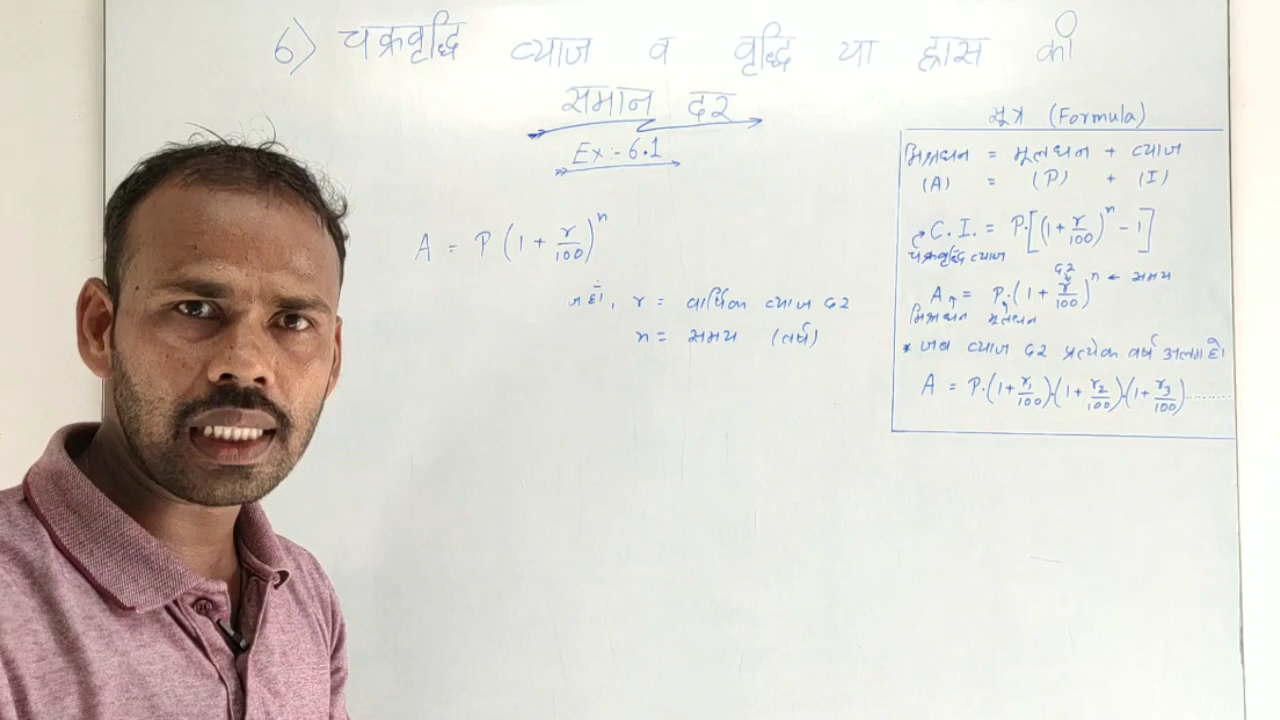 6) चक्रवृद्धि ब्याज व वृद्धि या ह्रास की
समान दर
Ex:- 6.1
A = P (1 + r/100)^n
जहाँ, r = वार्षिक ब्याज दर
n = समय (वर्ष)
सूत्र (Formula)
मिश्रधन = मूलधन + ब्याज
(A) = (P) + (I)
C.I. = P.[(1 + r/100)^n - 1]
चक्रवृद्धि ब्याज
दर
A = P.(1 + r/100)^n ← समय
मिश्रधन मूलधन
* जब ब्याज दर प्रत्येक वर्ष अलग हो
A = P.(1+r₁/100).(1+r₂/100).(1+r₃/100)..........